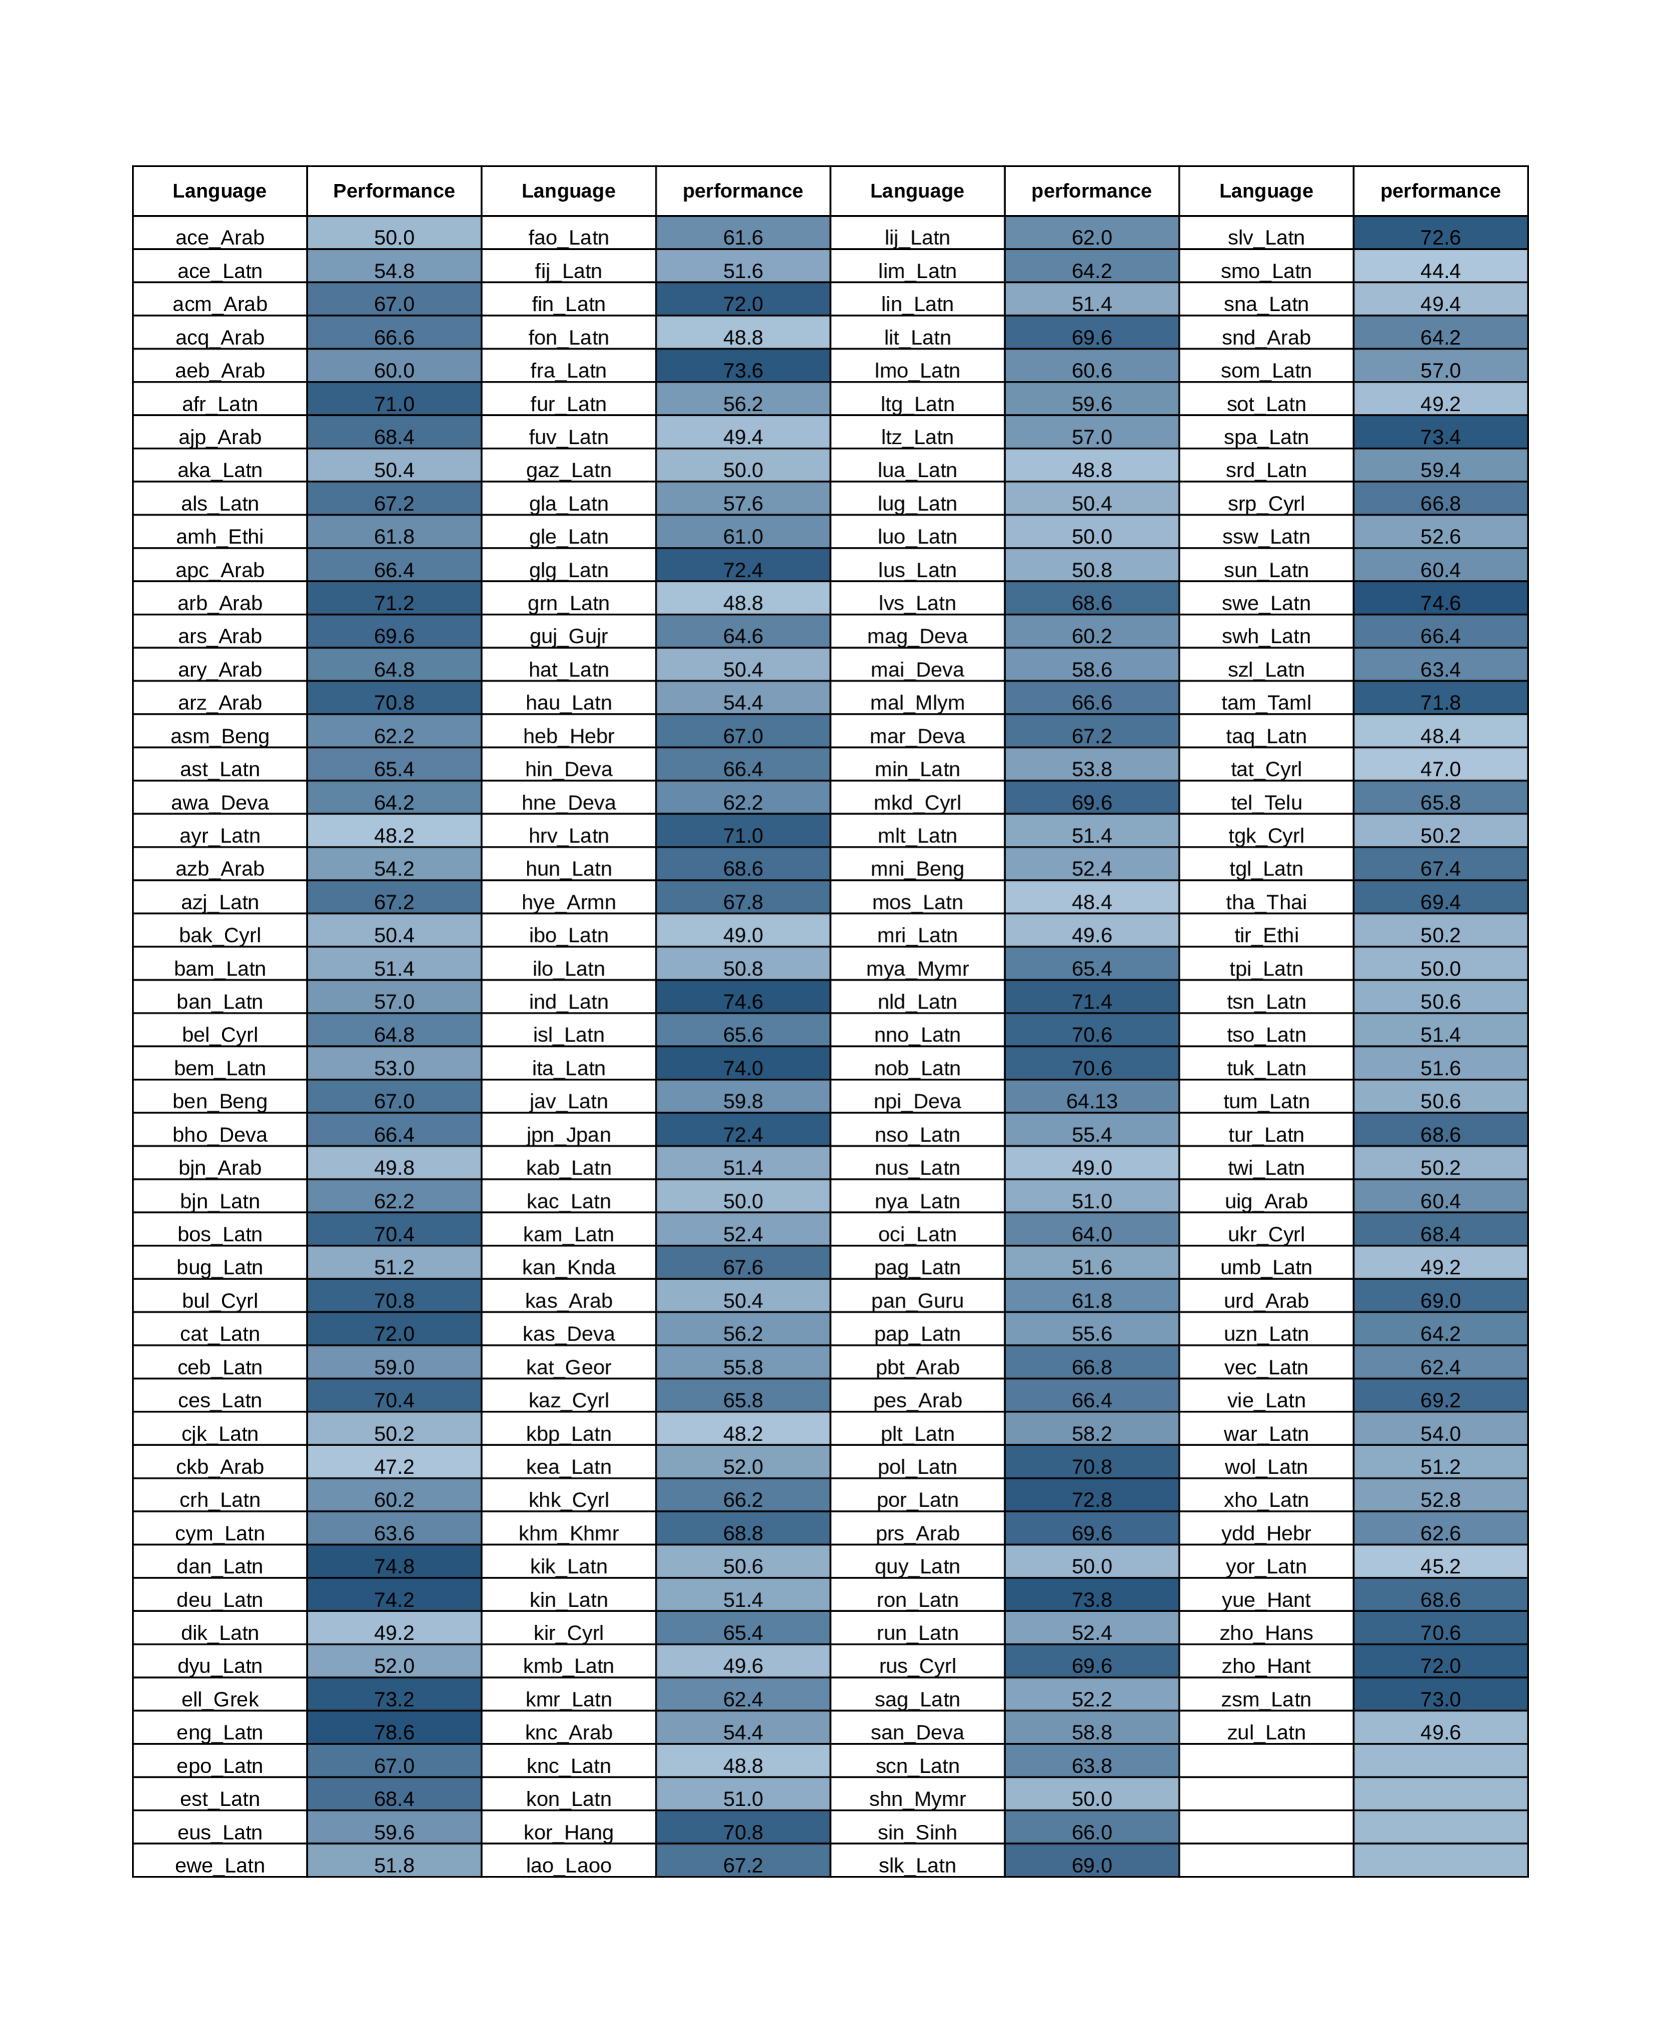 Language Performance Language performance Language performance Language performance
ace_Arab 50.0 fao_Latn 61.6 lij_Latn 62.0 slv_Latn 72.6
ace_Latn 54.8 fij_Latn 51.6 lim_Latn 64.2 smo_Latn 44.4
acm_Arab 67.0 fin_Latn 72.0 lin_Latn 51.4 sna_Latn 49.4
acq_Arab 66.6 fon_Latn 48.8 lit_Latn 69.6 snd_Arab 64.2
aeb_Arab 60.0 fra_Latn 73.6 lmo_Latn 60.6 som_Latn 57.0
afr_Latn 71.0 fur_Latn 56.2 ltg_Latn 59.6 sot_Latn 49.2
ajp_Arab 68.4 fuv_Latn 49.4 ltz_Latn 57.0 spa_Latn 73.4
aka_Latn 50.4 gaz_Latn 50.0 lua_Latn 48.8 srd_Latn 59.4
als_Latn 67.2 gla_Latn 57.6 lug_Latn 50.4 srp_Cyrl 66.8
amh_Ethi 61.8 gle_Latn 61.0 luo_Latn 50.0 ssw_Latn 52.6
apc_Arab 66.4 glg_Latn 72.4 lus_Latn 50.8 sun_Latn 60.4
arb_Arab 71.2 grn_Latn 48.8 lvs_Latn 68.6 swe_Latn 74.6
ars_Arab 69.6 guj_Gujr 64.6 mag_Deva 60.2 swh_Latn 66.4
ary_Arab 64.8 hat_Latn 50.4 mai_Deva 58.6 szl_Latn 63.4
arz_Arab 70.8 hau_Latn 54.4 mal_Mlym 66.6 tam_Taml 71.8
asm_Beng 62.2 heb_Hebr 67.0 mar_Deva 67.2 taq_Latn 48.4
ast_Latn 65.4 hin_Deva 66.4 min_Latn 53.8 tat_Cyrl 47.0
awa_Deva 64.2 hne_Deva 62.2 mkd_Cyrl 69.6 tel_Telu 65.8
ayr_Latn 48.2 hrv_Latn 71.0 mlt_Latn 51.4 tgk_Cyrl 50.2
azb_Arab 54.2 hun_Latn 68.6 mni_Beng 52.4 tgl_Latn 67.4
azj_Latn 67.2 hye_Armn 67.8 mos_Latn 48.4 tha_Thai 69.4
bak_Cyrl 50.4 ibo_Latn 49.0 mri_Latn 49.6 tir_Ethi 50.2
bam_Latn 51.4 ilo_Latn 50.8 mya_Mymr 65.4 tpi_Latn 50.0
ban_Latn 57.0 ind_Latn 74.6 nld_Latn 71.4 tsn_Latn 50.6
bel_Cyrl 64.8 isl_Latn 65.6 nno_Latn 70.6 tso_Latn 51.4
bem_Latn 53.0 ita_Latn 74.0 nob_Latn 70.6 tuk_Latn 51.6
ben_Beng 67.0 jav_Latn 59.8 npi_Deva 64.13 tum_Latn 50.6
bho_Deva 66.4 jpn_Jpan 72.4 nso_Latn 55.4 tur_Latn 68.6
bjn_Arab 49.8 kab_Latn 51.4 nus_Latn 49.0 twi_Latn 50.2
bjn_Latn 62.2 kac_Latn 50.0 nya_Latn 51.0 uig_Arab 60.4
bos_Latn 70.4 kam_Latn 52.4 oci_Latn 64.0 ukr_Cyrl 68.4
bug_Latn 51.2 kan_Knda 67.6 pag_Latn 51.6 umb_Latn 49.2
bul_Cyrl 70.8 kas_Arab 50.4 pan_Guru 61.8 urd_Arab 69.0
cat_Latn 72.0 kas_Deva 56.2 pap_Latn 55.6 uzn_Latn 64.2
ceb_Latn 59.0 kat_Geor 55.8 pbt_Arab 66.8 vec_Latn 62.4
ces_Latn 70.4 kaz_Cyrl 65.8 pes_Arab 66.4 vie_Latn 69.2
cjk_Latn 50.2 kbp_Latn 48.2 plt_Latn 58.2 war_Latn 54.0
ckb_Arab 47.2 kea_Latn 52.0 pol_Latn 70.8 wol_Latn 51.2
crh_Latn 60.2 khk_Cyrl 66.2 por_Latn 72.8 xho_Latn 52.8
cym_Latn 63.6 khm_Khmr 68.8 prs_Arab 69.6 ydd_Hebr 62.6
dan_Latn 74.8 kik_Latn 50.6 quy_Latn 50.0 yor_Latn 45.2
deu_Latn 74.2 kin_Latn 51.4 ron_Latn 73.8 yue_Hant 68.6
dik_Latn 49.2 kir_Cyrl 65.4 run_Latn 52.4 zho_Hans 70.6
dyu_Latn 52.0 kmb_Latn 49.6 rus_Cyrl 69.6 zho_Hant 72.0
ell_Grek 73.2 kmr_Latn 62.4 sag_Latn 52.2 zsm_Latn 73.0
eng_Latn 78.6 knc_Arab 54.4 san_Deva 58.8 zul_Latn 49.6
epo_Latn 67.0 knc_Latn 48.8 scn_Latn 63.8
est_Latn 68.4 kon_Latn 51.0 shn_Mymr 50.0
eus_Latn 59.6 kor_Hang 70.8 sin_Sinh 66.0
ewe_Latn 51.8 lao_Laoo 67.2 slk_Latn 69.0